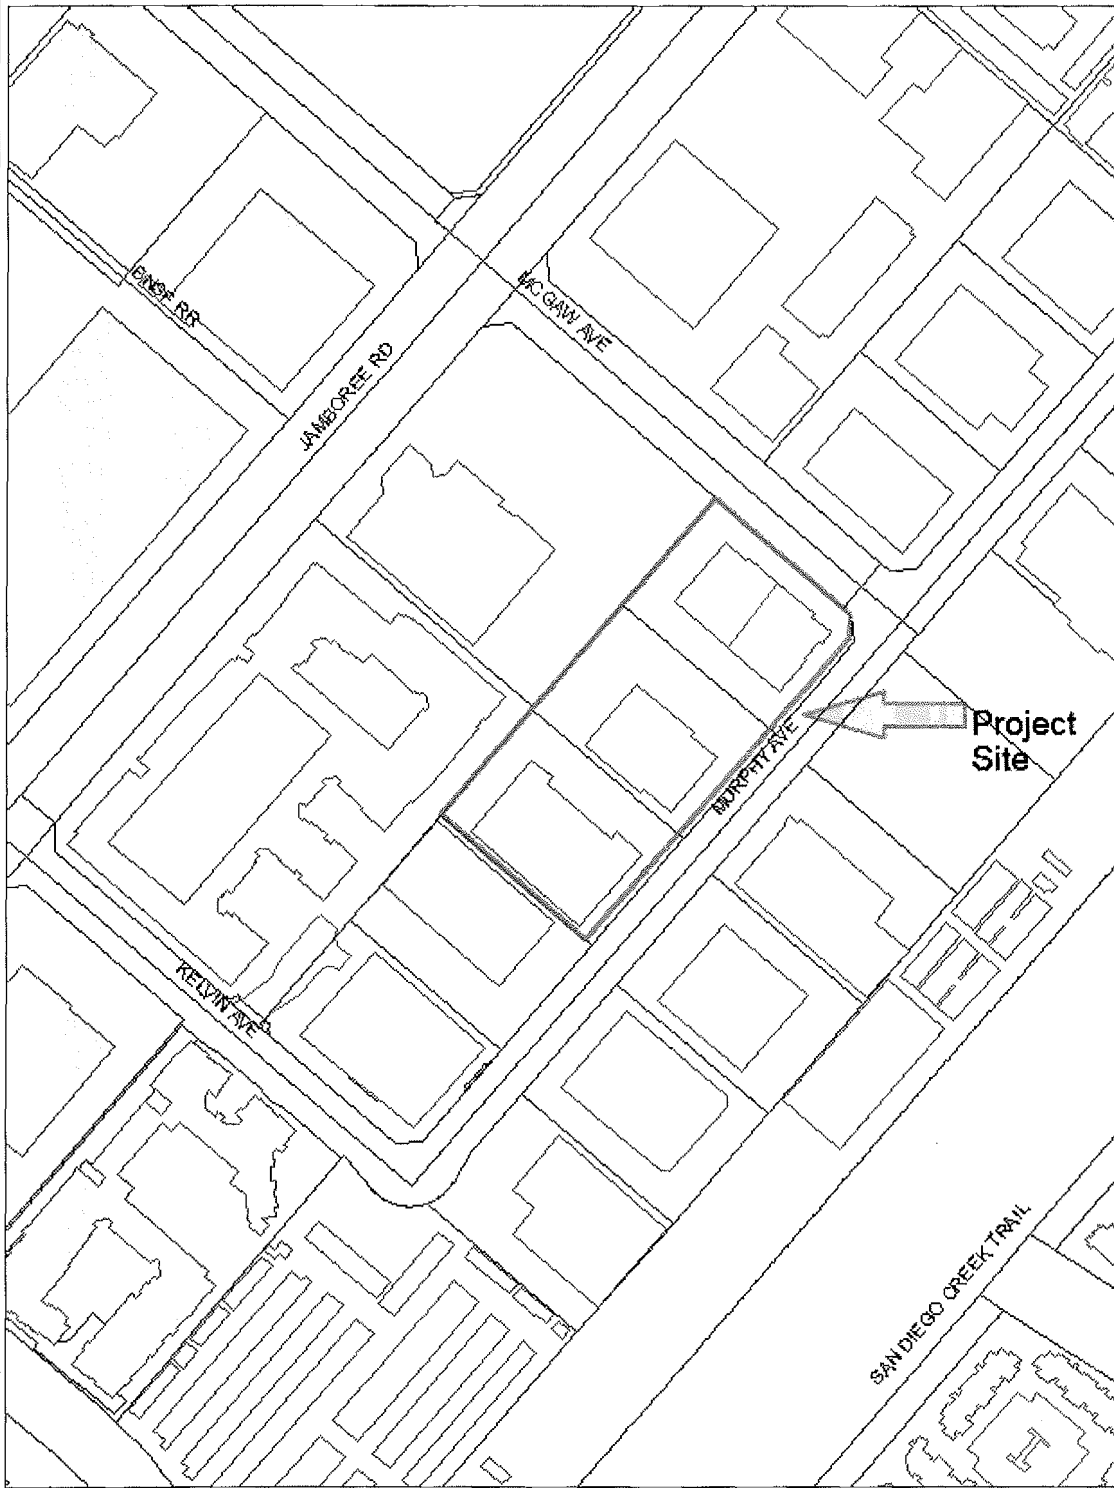 BNSF RR
JAMBOREE RD
MC GAW AVE
Project
Site
MURPHY AVE
KELVIN AVE
SAN DIEGO CREEK TRAIL